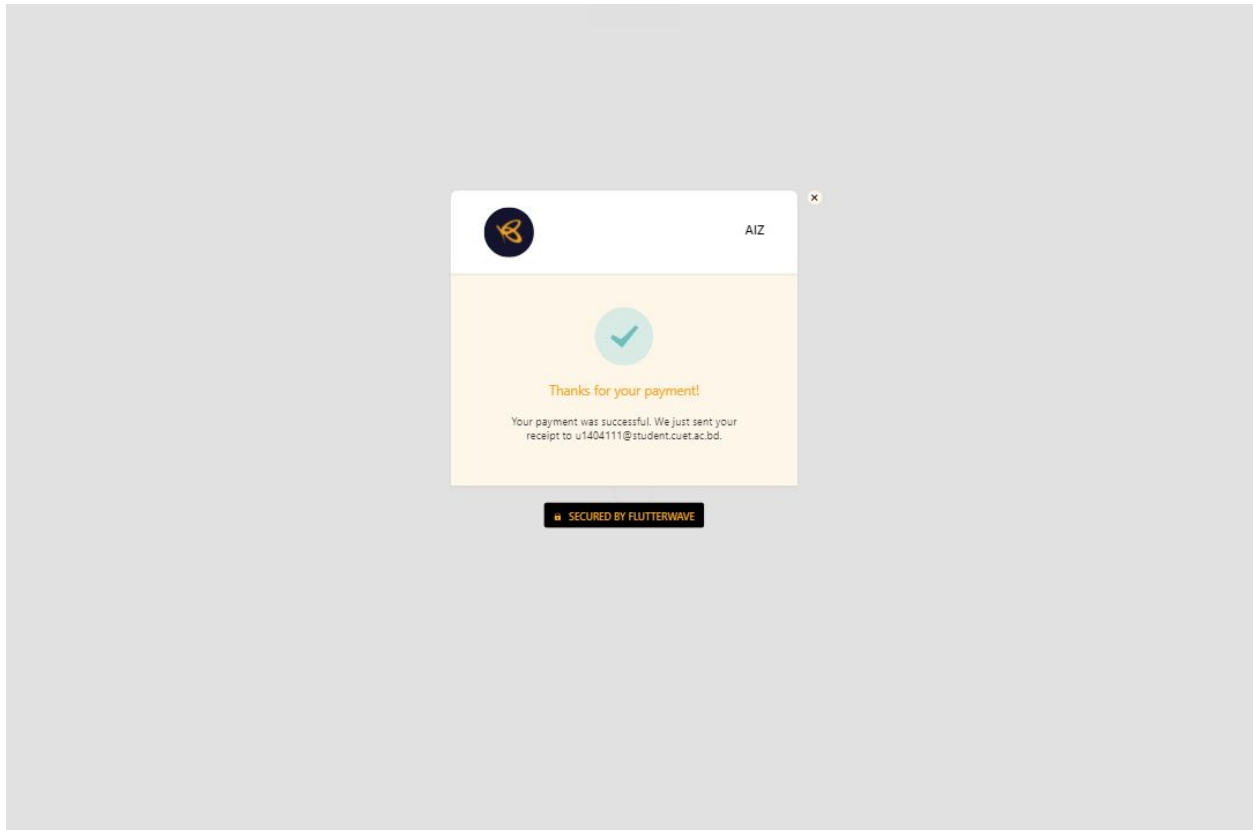 AIZ
Thanks for your payment!
Your payment was successful. We just sent your
receipt to u1404111@student.cuet.ac.bd.
SECURED BY FLUTTERWAVE